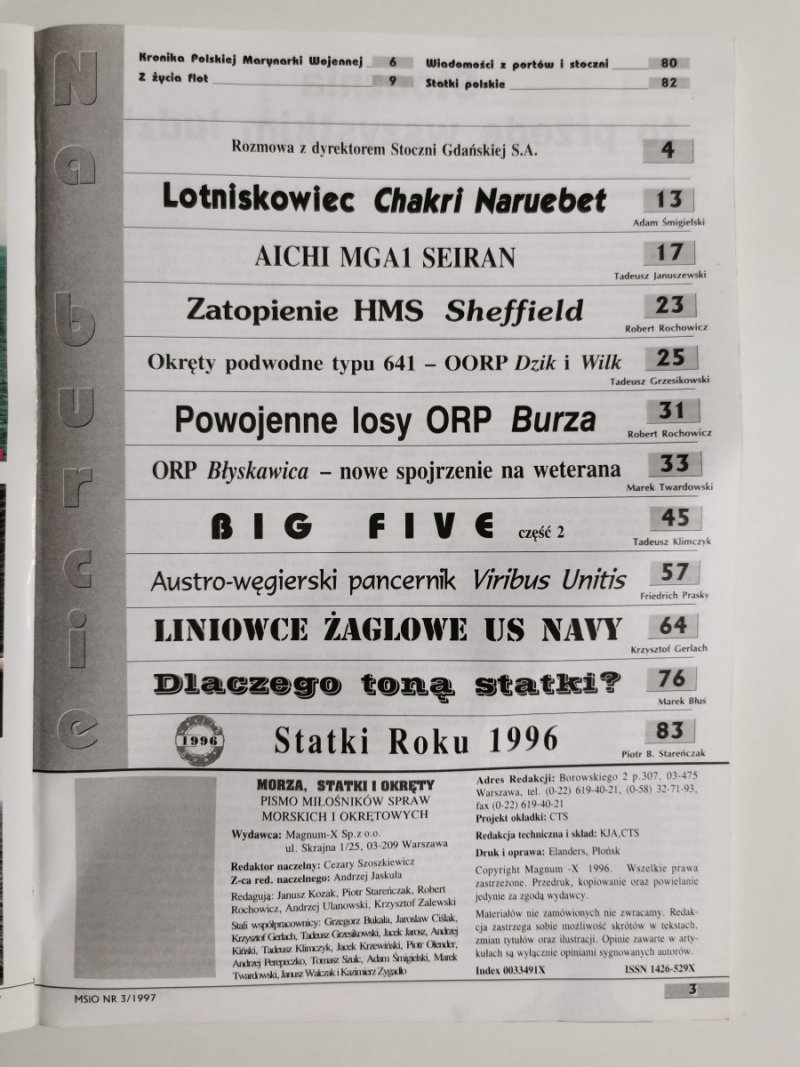 Na burcie
Kronika Polskiej Marynarki Wojennej 6
Z życia flot 9
Wiadomości z portów i stoczni 80
Statki polskie 82
Rozmowa z dyrektorem Stoczni Gdańskiej S.A. 4
Lotniskowiec Chakri Naruebet 13
Adam Śmigielski
AICHI MGA1 SEIRAN 17
Tadeusz Januszewski
Zatopienie HMS Sheffield 23
Robert Rochowicz
Okręty podwodne typu 641 – OORP Dzik i Wilk 25
Tadeusz Grzesikowski
Powojenne losy ORP Burza 31
Robert Rochowicz
ORP Błyskawica – nowe spojrzenie na weterana 33
Marek Twardowski
BIG FIVE część 2 45
Tadeusz Klimczyk
Austro-węgierski pancernik Viribus Unitis 57
Friedrich Prasky
LINIOWCE ŻAGLOWE US NAVY 64
Krzysztof Gerlach
Dlaczego toną statki? 76
Marek Błuś
1996 Statki Roku 1996 83
Piotr B. Stareńczak
MORZA, STATKI I OKRĘTY
PISMO MIŁOŚNIKÓW SPRAW
MORSKICH I OKRĘTOWYCH
Wydawca: Magnum-X Sp.z o.o.
ul. Skrajna 1/25, 03-209 Warszawa
Redaktor naczelny: Cezary Szoszkiewicz
Z-ca red. naczelnego: Andrzej Jaskuła
Redagują: Janusz Kozak, Piotr Stareńczak, Robert
Rochowicz, Andrzej Ulanowski, Krzysztof Zalewski
Stali współpracownicy: Grzegorz Bukała, Jarosław Ciślak,
Krzysztof Gerlach, Tadeusz Grzesikowski, Jacek Jarosz, Andrzej
Kiński, Tadeusz Klimczyk, Jacek Krzewiński, Piotr Olender,
Andrzej Perepeczko, Tomasz Szulc, Adam Śmigielski, Marek
Twardowski, Janusz Walczak i Kazimierz Zygadło
Adres Redakcji: Borowskiego 2 p.307, 03-475
Warszawa, tel. (0-22) 619-40-21, (0-58) 32-71-93,
fax (0-22) 619-40-21
Projekt okładki: CTS
Redakcja techniczna i skład: KJA,CTS
Druk i oprawa: Elanders, Płońsk
Copyright Magnum -X 1996. Wszelkie prawa
zastrzeżone. Przedruk, kopiowanie oraz powielanie
jedynie za zgodą wydawcy.
Materiałów nie zamówionych nie zwracamy. Redak-
cja zastrzega sobie możliwość skrótów w tekstach,
zmian tytułów oraz ilustracji. Opinie zawarte w arty-
kułach są wyłącznie opiniami sygnowanych autorów.
Index 0033491X ISSN 1426-529X
MSiO NR 3/1997
3